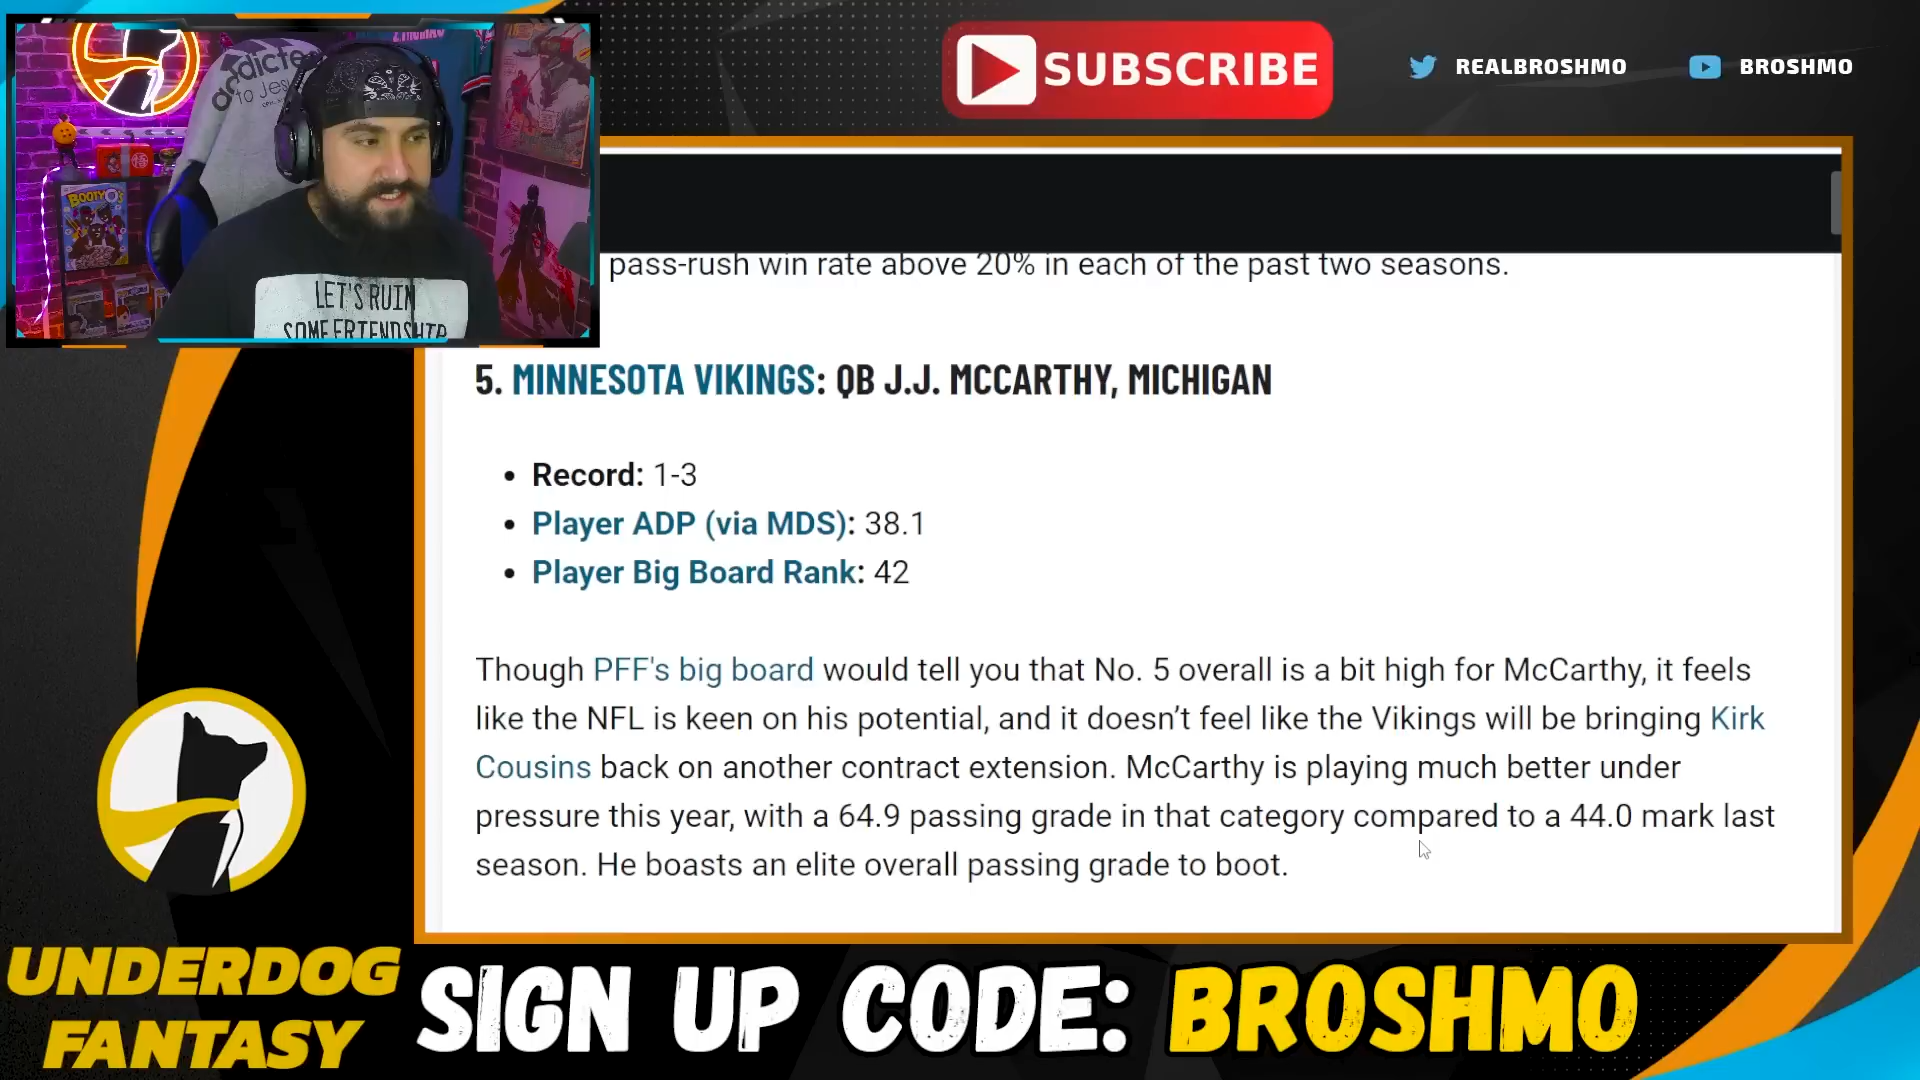 addicted
to Jesus
BOOTY O'S
LET'S RUIN
SOME FRIENDSHIP
SUBSCRIBE
REALBROSHMO
BROSHMO
pass-rush win rate above 20% in each of the past two seasons.
5. MINNESOTA VIKINGS: QB J.J. MCCARTHY, MICHIGAN
• Record: 1-3
• Player ADP (via MDS): 38.1
• Player Big Board Rank: 42
Though PFF's big board would tell you that No. 5 overall is a bit high for McCarthy, it feels
like the NFL is keen on his potential, and it doesn’t feel like the Vikings will be bringing Kirk
Cousins back on another contract extension. McCarthy is playing much better under
pressure this year, with a 64.9 passing grade in that category compared to a 44.0 mark last
season. He boasts an elite overall passing grade to boot.
UNDERDOG
FANTASY
SIGN UP CODE: BROSHMO